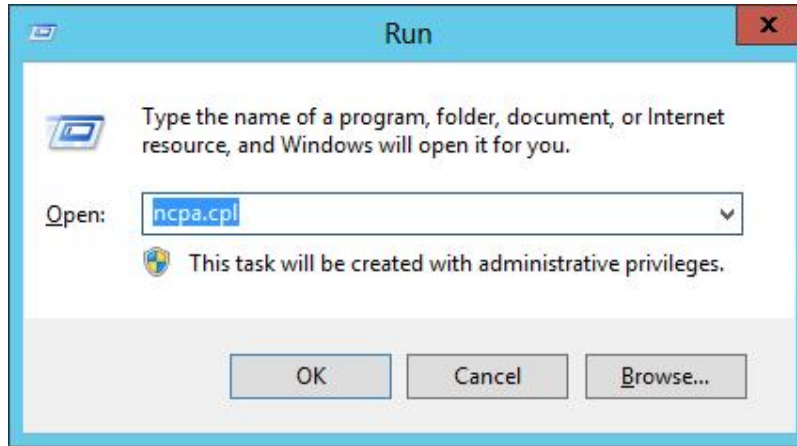 Run
x
Type the name of a program, folder, document, or Internet
resource, and Windows will open it for you.
Open:
ncpa.cpl
This task will be created with administrative privileges.
OK
Cancel
Browse...